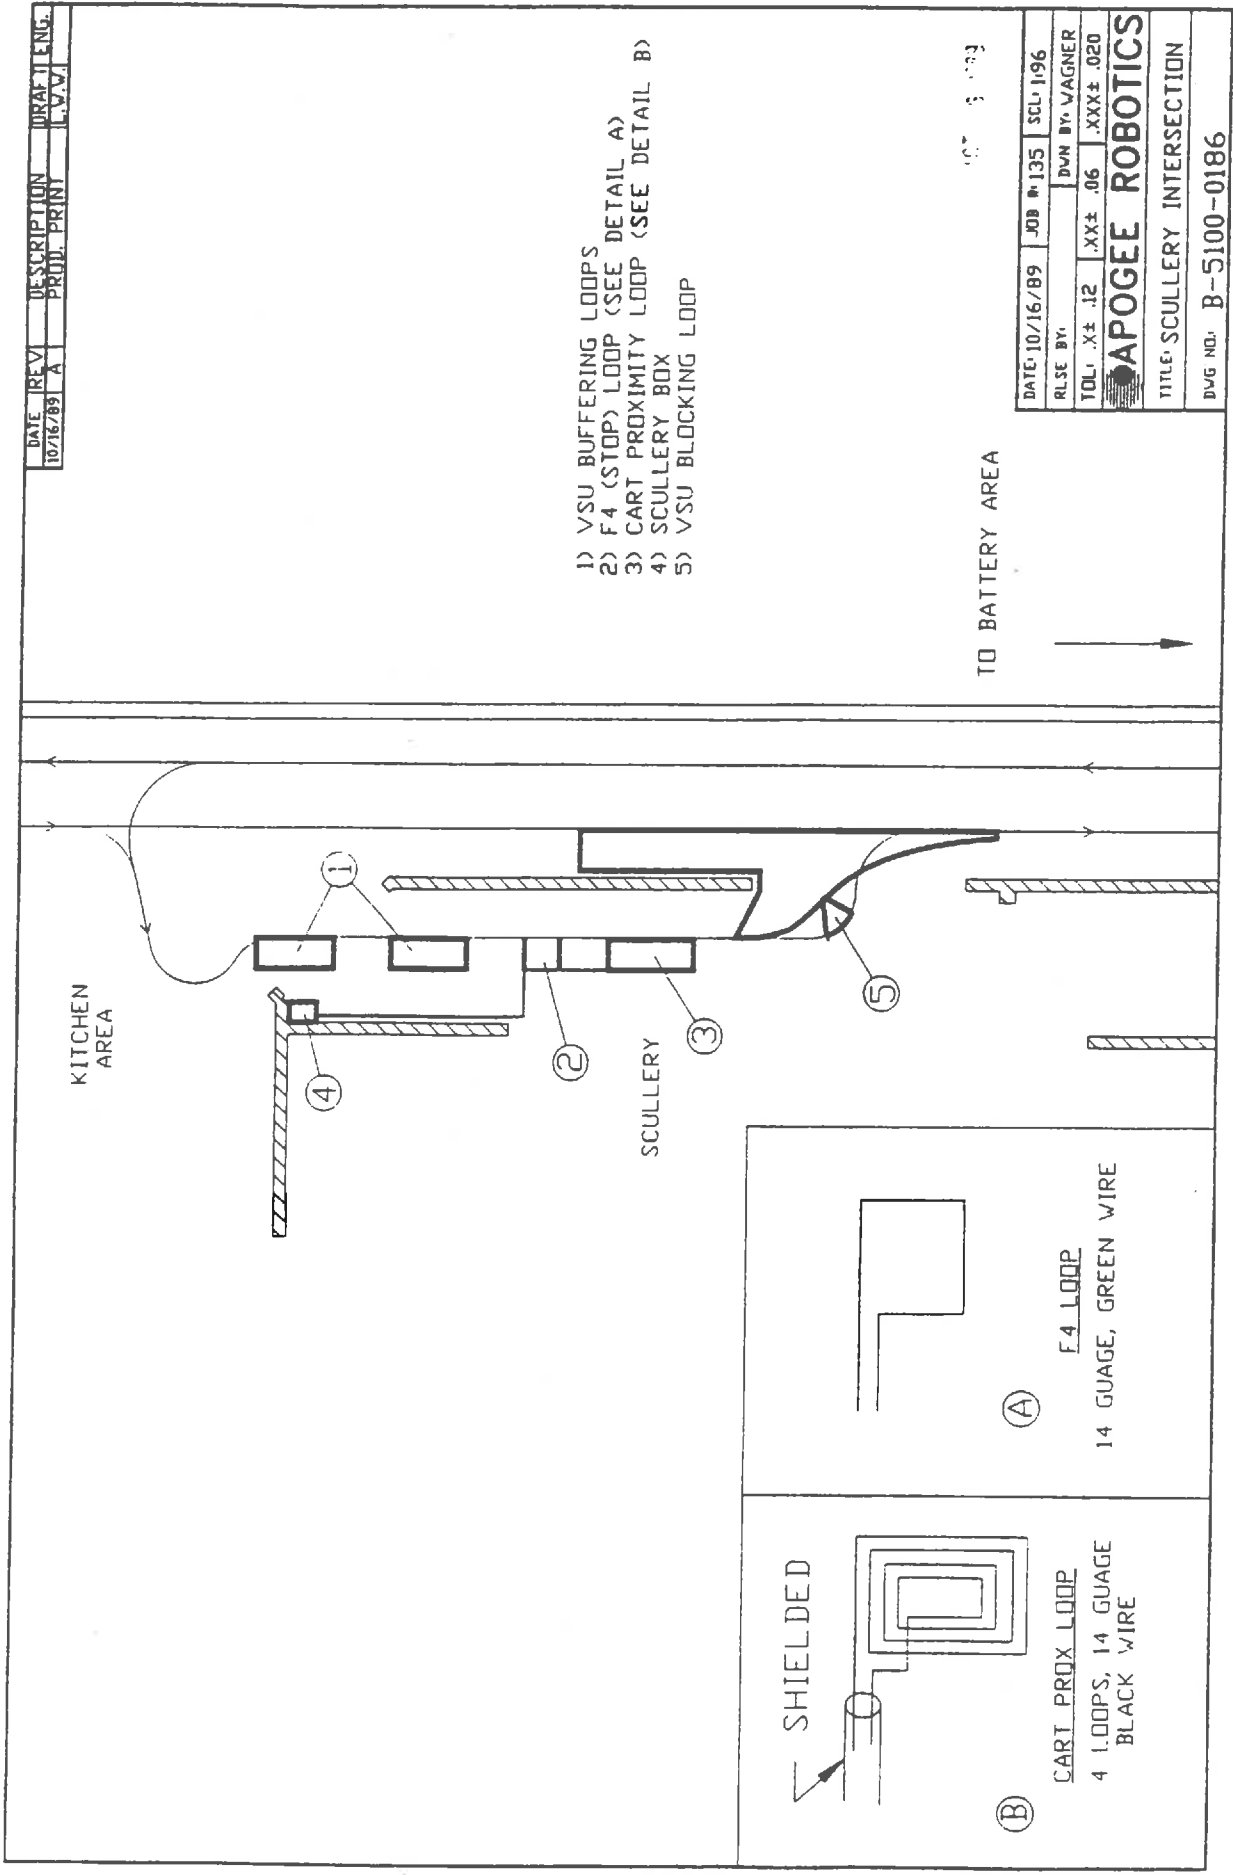 DATE REV DESCRIPTION DRAFT ENG.
10/16/89 A PROD. PRINT L.W.W.
KITCHEN
AREA
1
1) VSU BUFFERING LOOPS
2) F4 (STOP) LOOP (SEE DETAIL A)
3) CART PROXIMITY LOOP (SEE DETAIL B)
4) SCULLERY BOX
5) VSU BLOCKING LOOP
4
2
3
5
SCULLERY
TO BATTERY AREA
SHIELDED
B
CART PROX LOOP
4 LOOPS, 14 GUAGE
BLACK WIRE
A
F4 LOOP
14 GUAGE, GREEN WIRE
DATE: 10/16/89 JOB #: 135 SCL: 1:96
RLSE BY: DWN BY: WAGNER
TOL: .X± .12 .XX± .06 .XXX± .020
APOGEE ROBOTICS
TITLE: SCULLERY INTERSECTION
DWG NO.: B-5100-0186